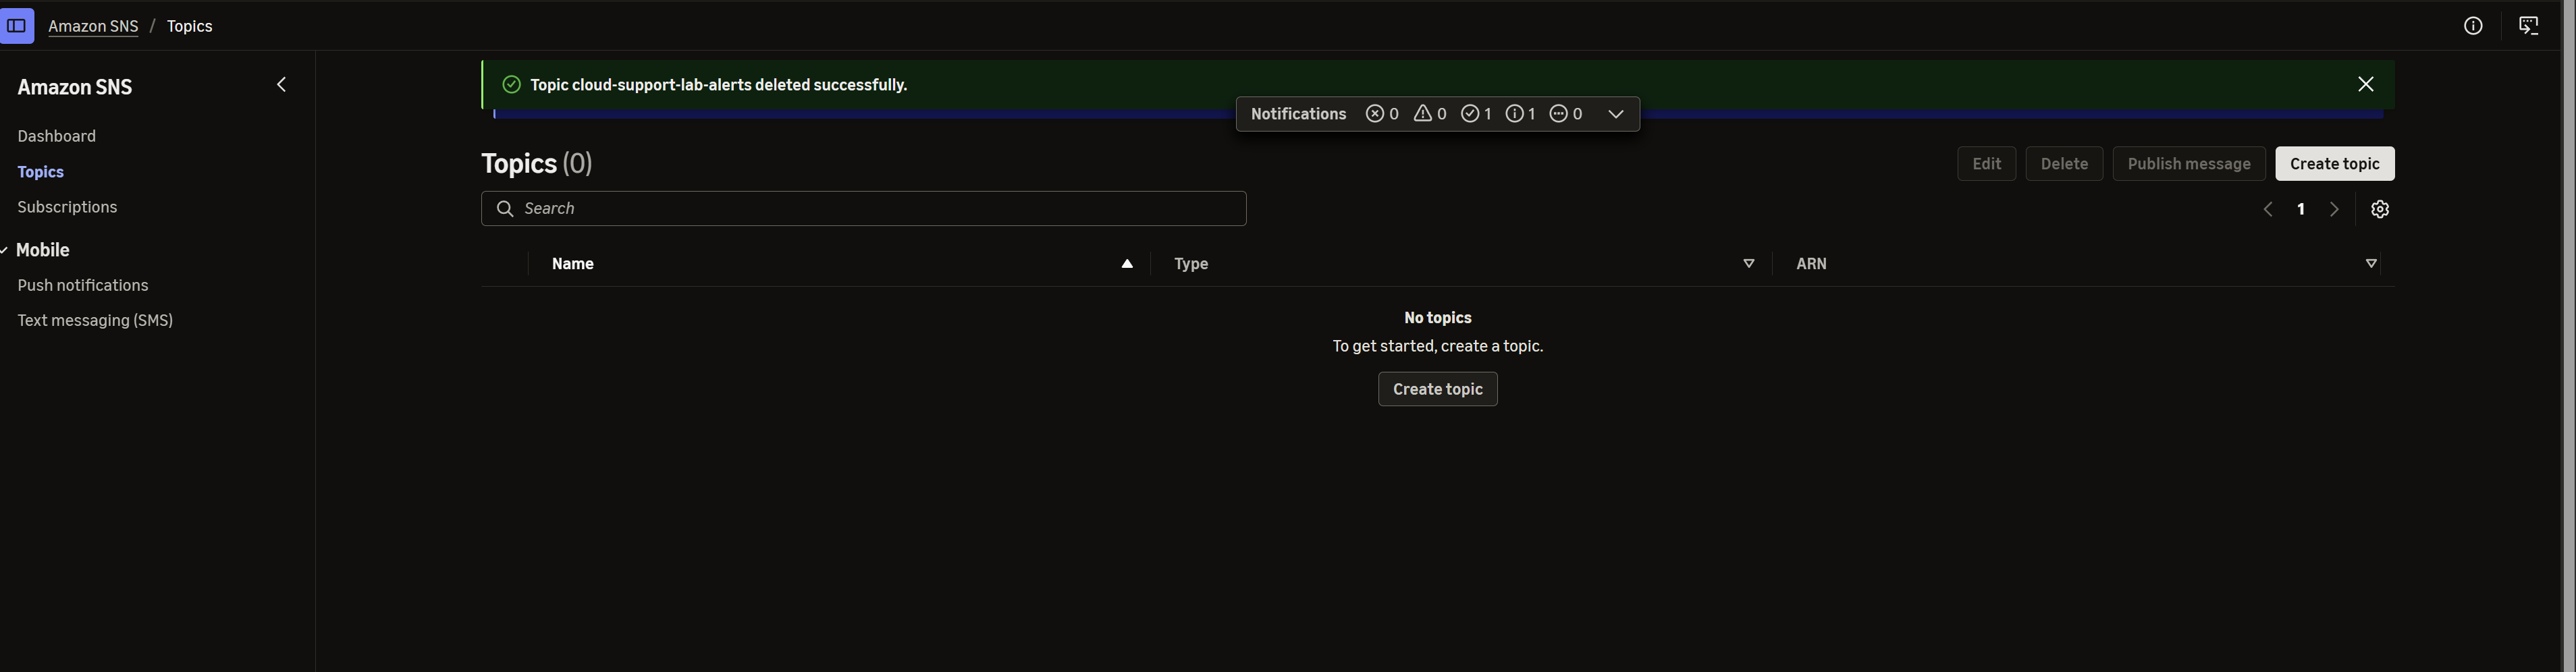 Amazon SNS / Topics
Amazon SNS
Dashboard
Topics
Subscriptions
Mobile
Push notifications
Text messaging (SMS)
Topic cloud-support-lab-alerts deleted successfully.
Notifications 0 0 1 1 0
Topics (0)
Edit Delete Publish message Create topic
Search
1
Name Type ARN
No topics
To get started, create a topic.
Create topic